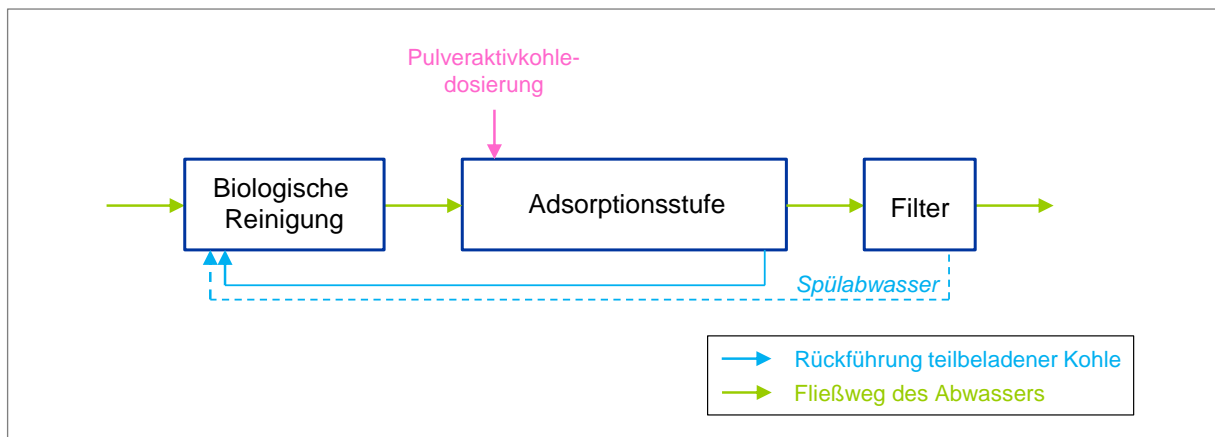 Pulveraktivkohle-
dosierung
Biologische
Reinigung
Adsorptionsstufe
Filter
Spülabwasser
Rückführung teilbeladener Kohle
Fließweg des Abwassers